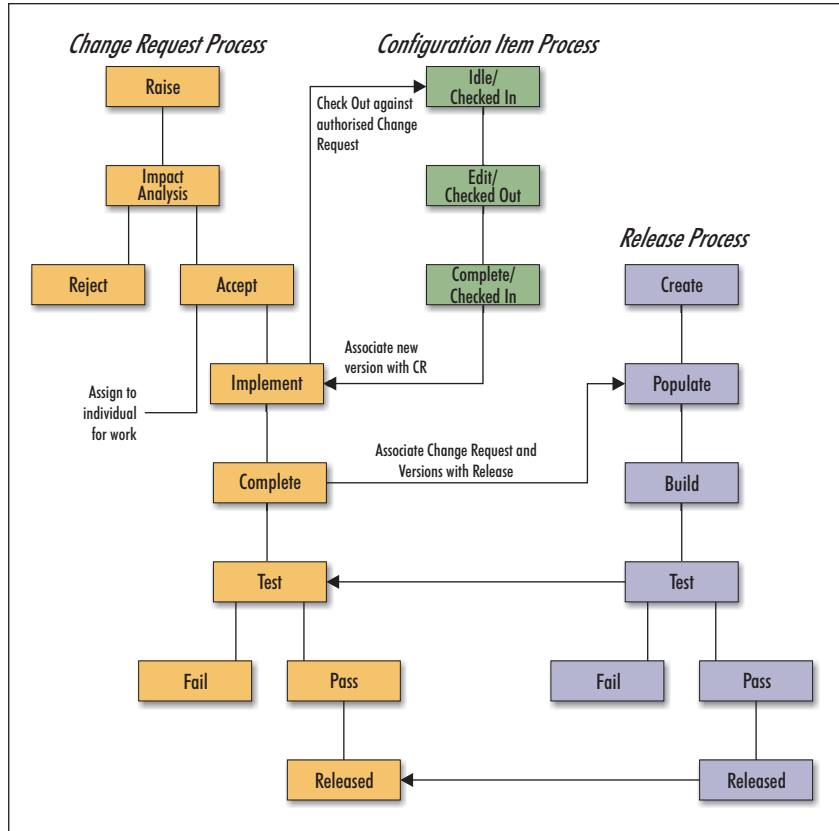 Change Request Process
Configuration Item Process
Raise
Idle/
Checked In
Check Out against
authorised Change
Request
Impact
Analysis
Edit/
Checked Out
Release Process
Reject
Accept
Complete/
Checked In
Create
Associate new
version with CR
Implement
Populate
Assign to
individual
for work
Associate Change Request and
Versions with Release
Complete
Build
Test
Test
Fail
Pass
Fail
Pass
Released
Released